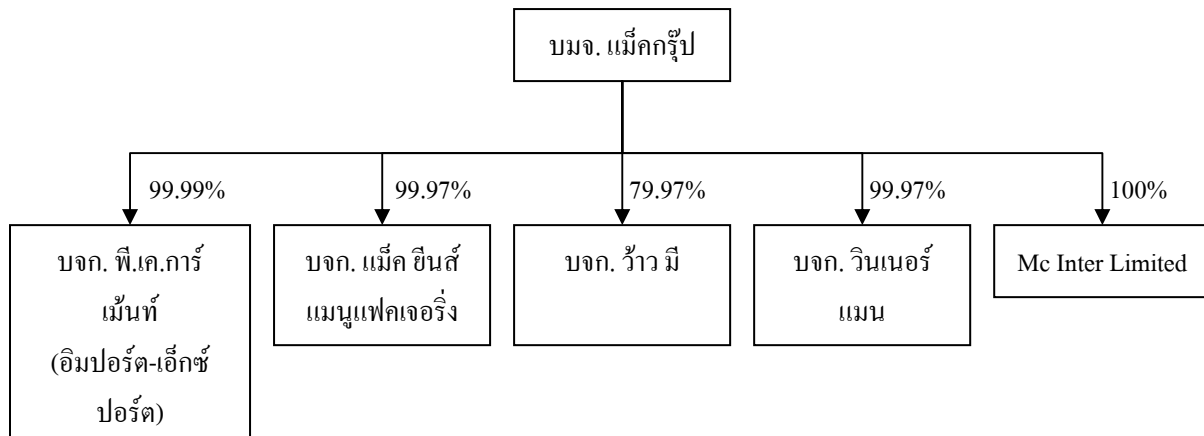 บมจ. แม็คกรุ๊ป
99.99%
99.97%
79.97%
99.97%
100%
บจก. พี.เค.การ์
เม้นท์
(อิมปอร์ต-เอ็กซ์
ปอร์ต)
บจก. แม็ค ยีนส์
แมนูแฟคเจอริ่ง
บจก. ว้าว มี
บจก. วินเนอร์
แมน
Mc Inter Limited